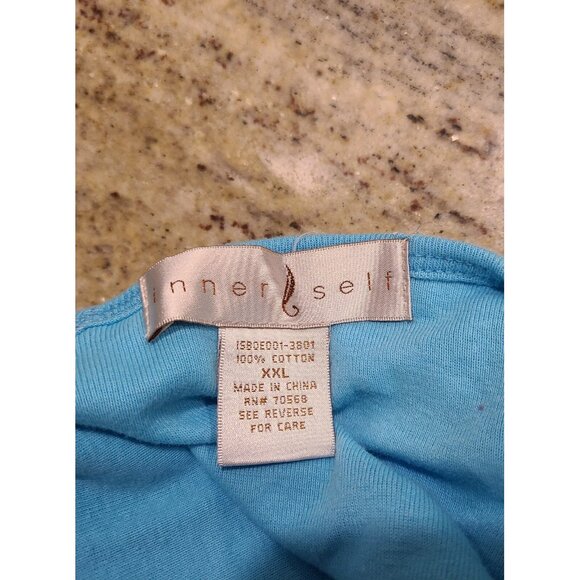 inner self
ISBOE001-3801
100% COTTON
XXL
MADE IN CHINA
RN# 70568
SEE REVERSE
FOR CARE